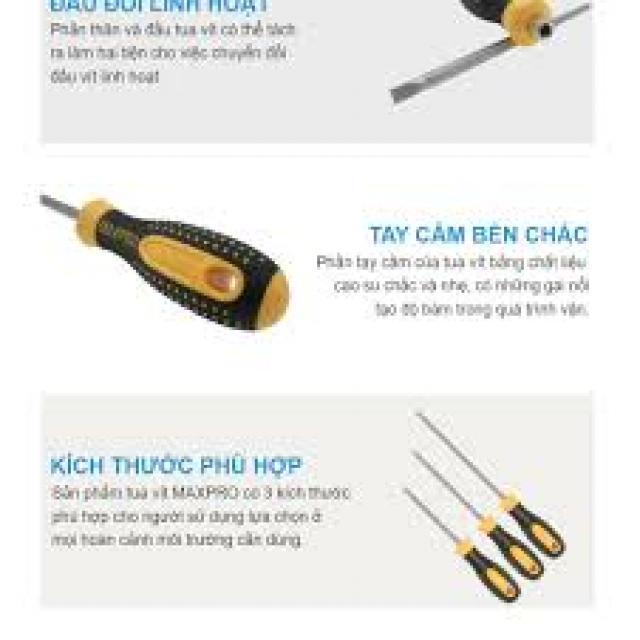 ĐẦU ĐỔI LINH HOẠT
Phần thân và đầu tua vít có thể tách
ra làm hai tiện cho việc chuyển đổi
đầu vít linh hoạt
TAY CẦM BỀN CHẮC
Phần tay cầm của tua vít bằng chất liệu
cao su chắc và nhẹ, có những gai nổi
tạo độ bám trong quá trình vặn.
KÍCH THƯỚC PHÙ HỢP
Sản phẩm tua vít MAXPRO có 3 kích thước
phù hợp cho người sử dụng lựa chọn ở
mọi hoàn cảnh môi trường cần dùng.